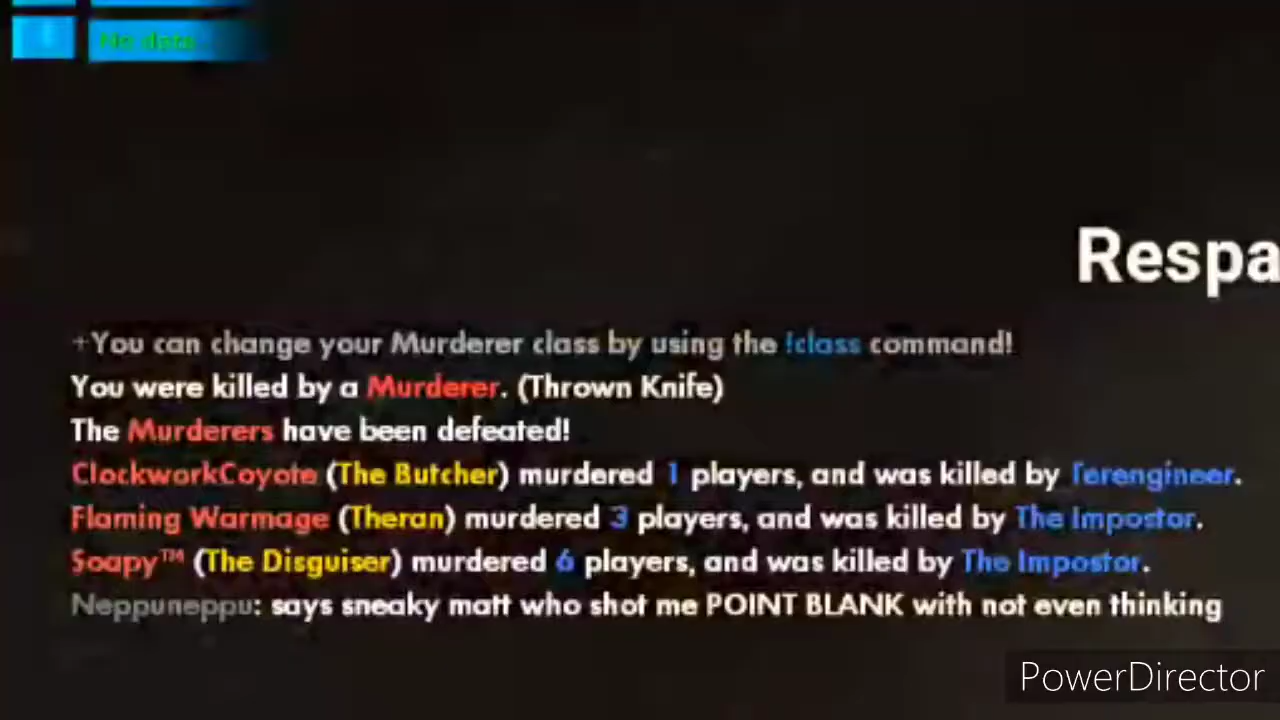 No data
Respa
+You can change your Murderer class by using the !class command!
You were killed by a Murderer. (Thrown Knife)
The Murderers have been defeated!
ClockworkCoyote (The Butcher) murdered 1 players, and was killed by Terengineer.
Flaming Warmage (Theran) murdered 3 players, and was killed by The Impostor.
Soapy™ (The Disguiser) murdered 6 players, and was killed by The Impostor.
Neppuneppu: says sneaky matt who shot me POINT BLANK with not even thinking
PowerDirector